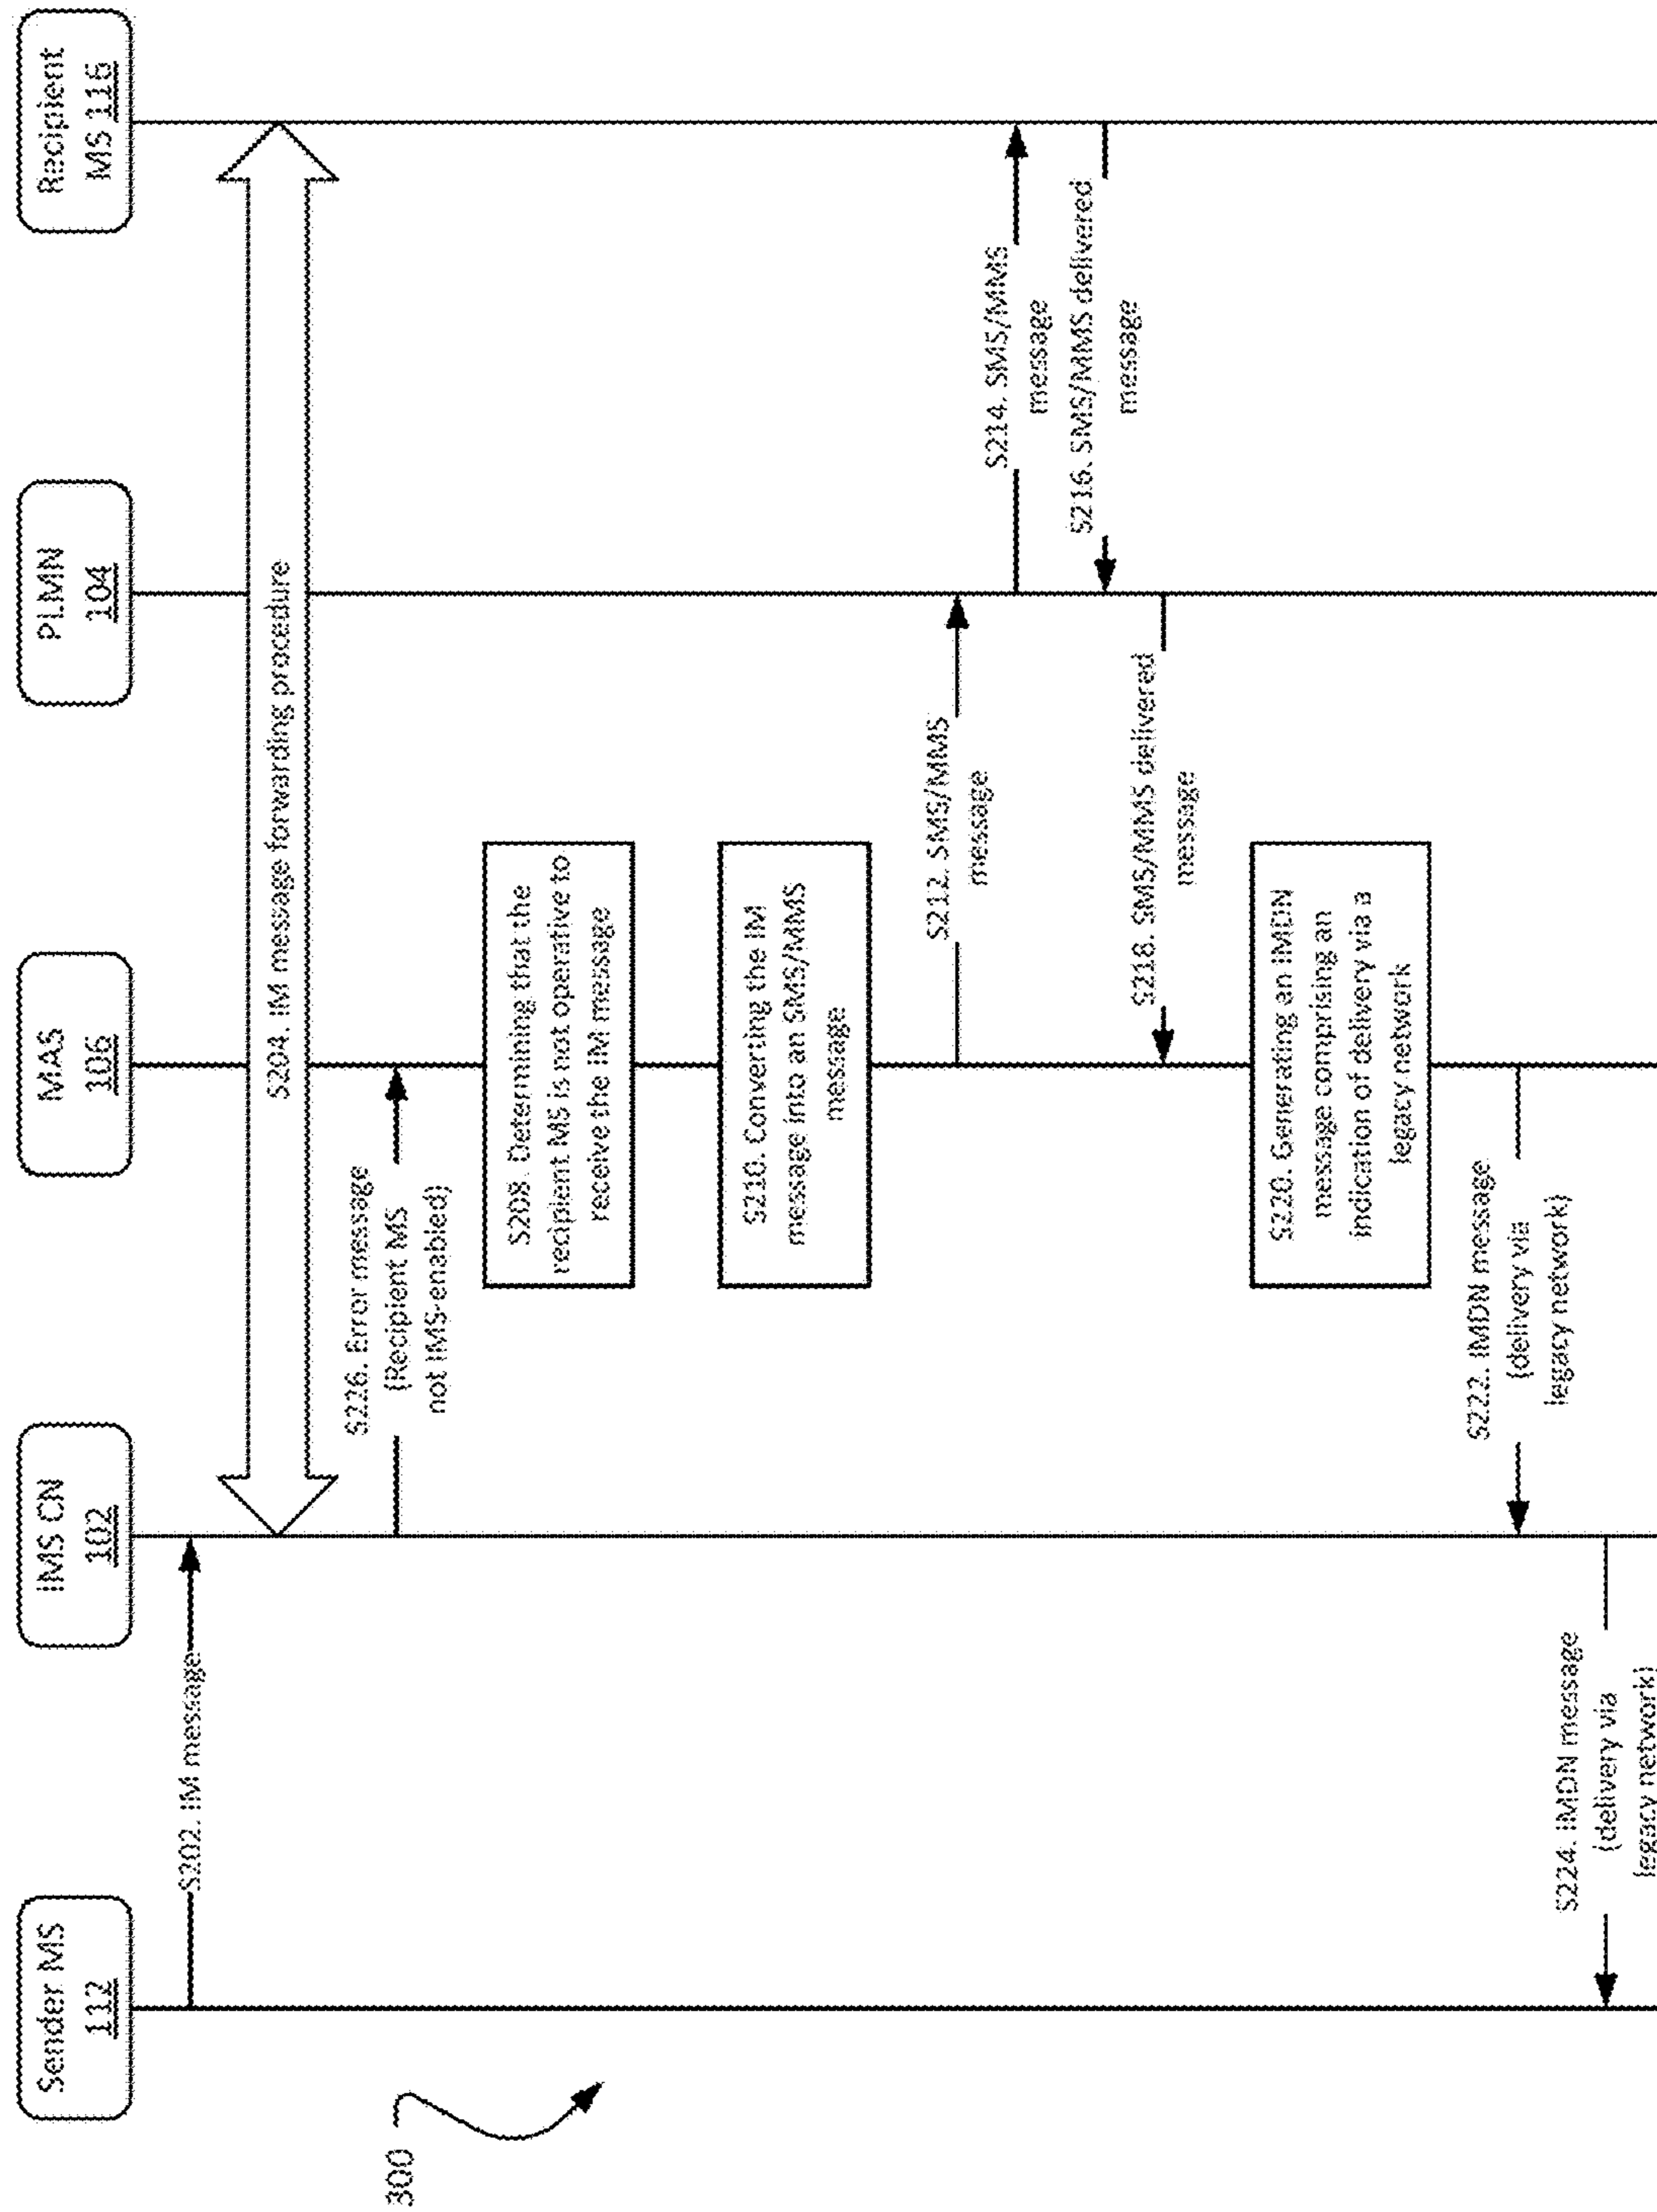 Sender MS
112
IMS CN
102
MAS
106
PLMN
104
Recipient
MS 116
S202. IM message
S204. IM message forwarding procedure
300
S226. Error message
(Recipient MS
not IMS-enabled)
S208. Determining that the
recipient MS is not operative to
receive the IM message
S210. Converting the IM
message into an SMS/MMS
message
S212. SMS/MMS
message
S214. SMS/MMS
message
S216. SMS/MMS delivered
message
S218. SMS/MMS delivered
message
S220. Generating an IMDN
message comprising an
indication of delivery via a
legacy network
S222. IMDN message
(delivery via
legacy network)
S224. IMDN message
(delivery via
legacy network)